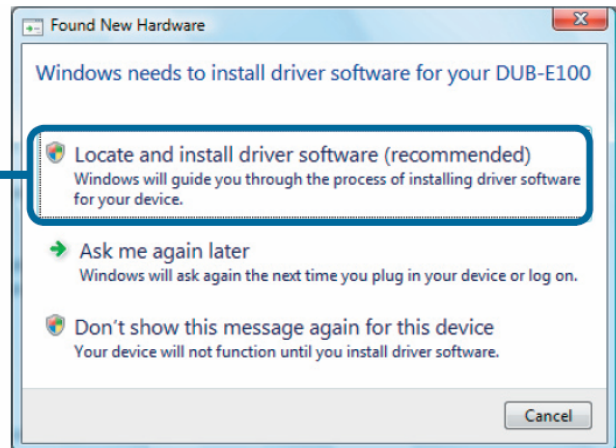 Found New Hardware
Windows needs to install driver software for your DUB-E100
Locate and install driver software (recommended)
Windows will guide you through the process of installing driver software
for your device.
Ask me again later
Windows will ask again the next time you plug in your device or log on.
Don't show this message again for this device
Your device will not function until you install driver software.
Cancel